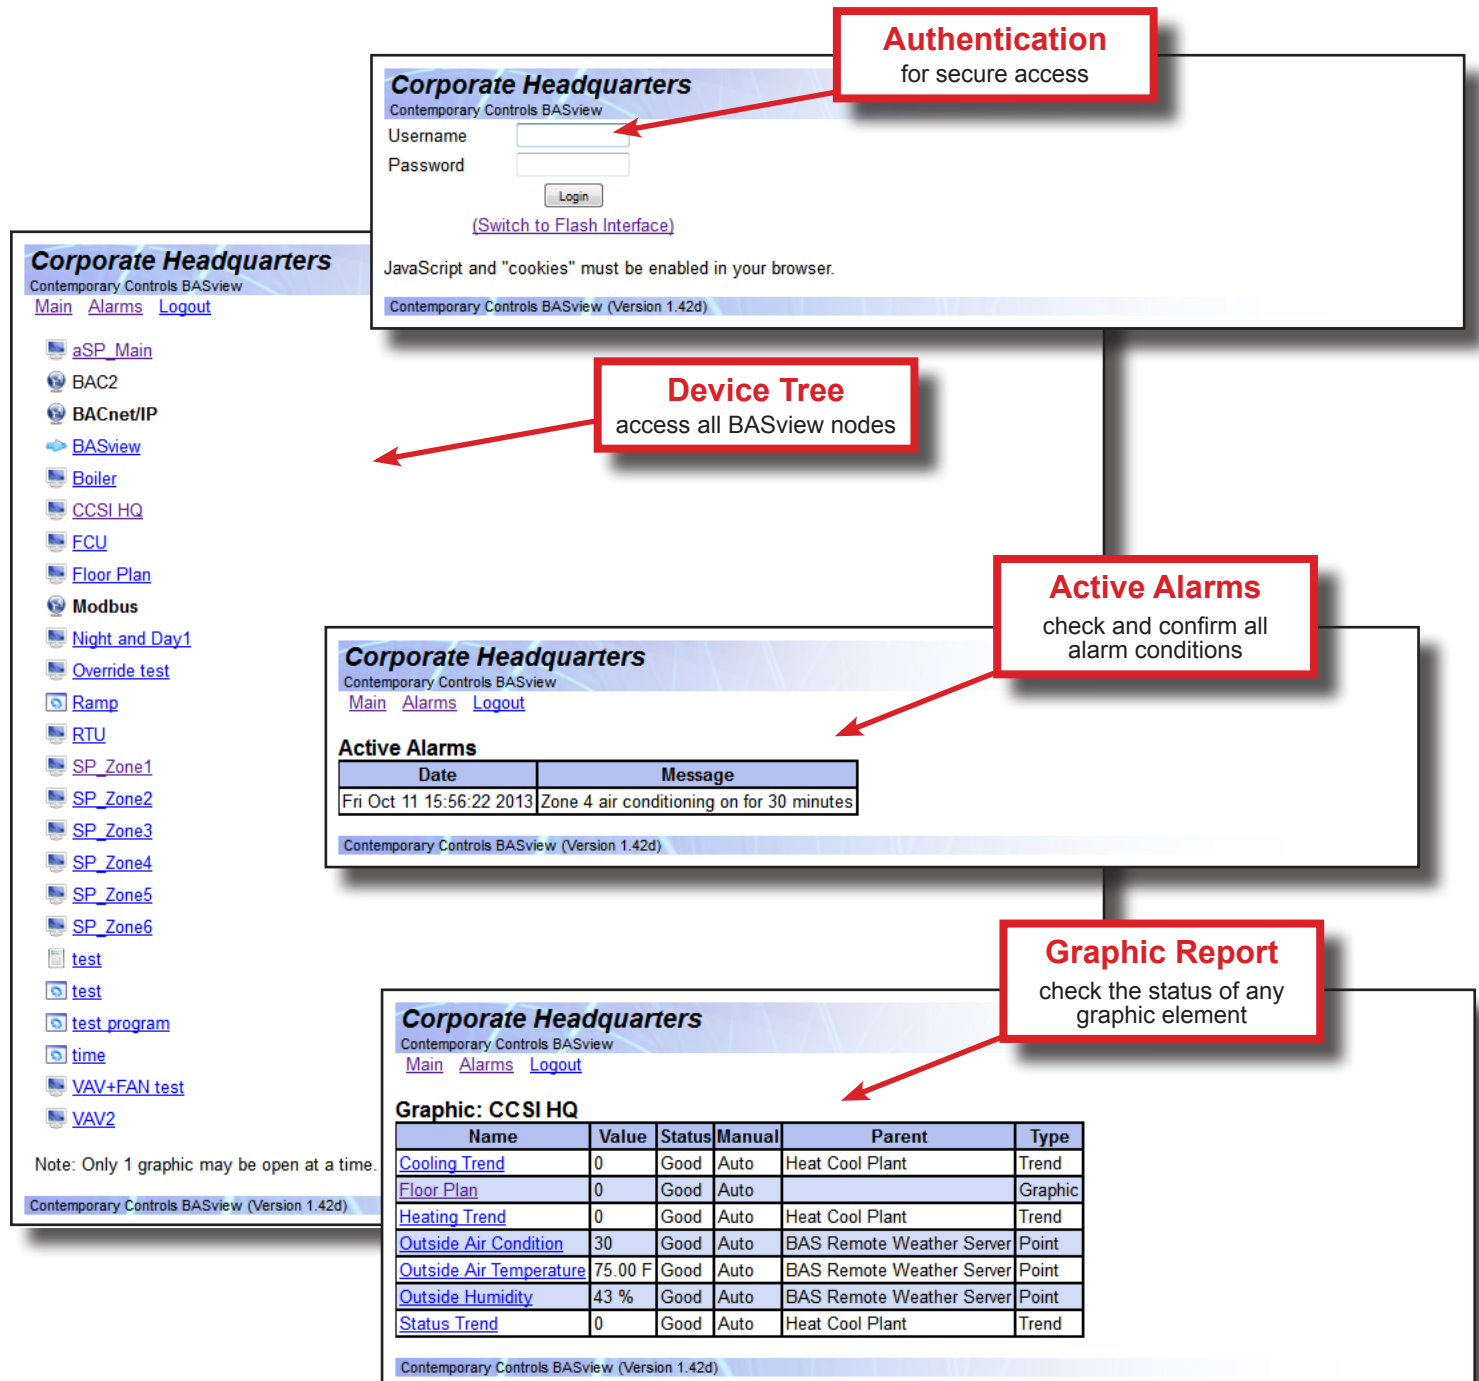 Authentication
for secure access
Corporate Headquarters
Contemporary Controls BASview
Username
Password
Login
(Switch to Flash Interface)
JavaScript and "cookies" must be enabled in your browser.
Contemporary Controls BASview (Version 1.42d)
Corporate Headquarters
Contemporary Controls BASview
Main Alarms Logout
aSP_Main
BAC2
BACnet/IP
BASview
Boiler
CCSI HQ
FCU
Floor Plan
Modbus
Night and Day1
Override test
Ramp
RTU
SP_Zone1
SP_Zone2
SP_Zone3
SP_Zone4
SP_Zone5
SP_Zone6
test
test
test program
time
VAV+FAN test
VAV2
Note: Only 1 graphic may be open at a time.
Contemporary Controls BASview (Version 1.42d)
Device Tree
access all BASview nodes
Active Alarms
check and confirm all
alarm conditions
Corporate Headquarters
Contemporary Controls BASview
Main Alarms Logout
Active Alarms
Date Message
Fri Oct 11 15:56:22 2013 Zone 4 air conditioning on for 30 minutes
Contemporary Controls BASview (Version 1.42d)
Graphic Report
check the status of any
graphic element
Corporate Headquarters
Contemporary Controls BASview
Main Alarms Logout
Graphic: CCSI HQ
Name Value Status Manual Parent Type
Cooling Trend 0 Good Auto Heat Cool Plant Trend
Floor Plan 0 Good Auto Graphic
Heating Trend 0 Good Auto Heat Cool Plant Trend
Outside Air Condition 30 Good Auto BAS Remote Weather Server Point
Outside Air Temperature 75.00 F Good Auto BAS Remote Weather Server Point
Outside Humidity 43 % Good Auto BAS Remote Weather Server Point
Status Trend 0 Good Auto Heat Cool Plant Trend
Contemporary Controls BASview (Version 1.42d)